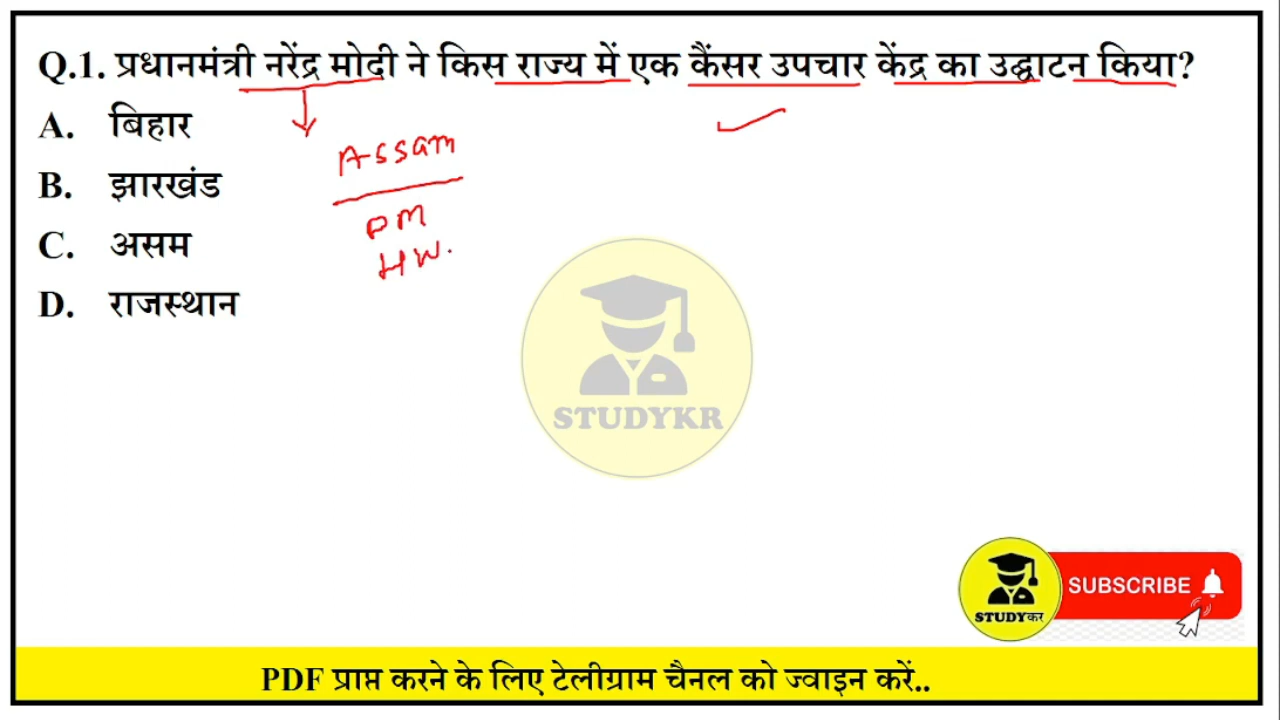 Q.1. प्रधानमंत्री नरेंद्र मोदी ने किस राज्य में एक कैंसर उपचार केंद्र का उद्घाटन किया?
A. बिहार
B. झारखंड
C. असम
D. राजस्थान
Assam
PM
HW.
STUDYKR
SUBSCRIBE
STUDYकर
PDF प्राप्त करने के लिए टेलीग्राम चैनल को ज्वाइन करें..